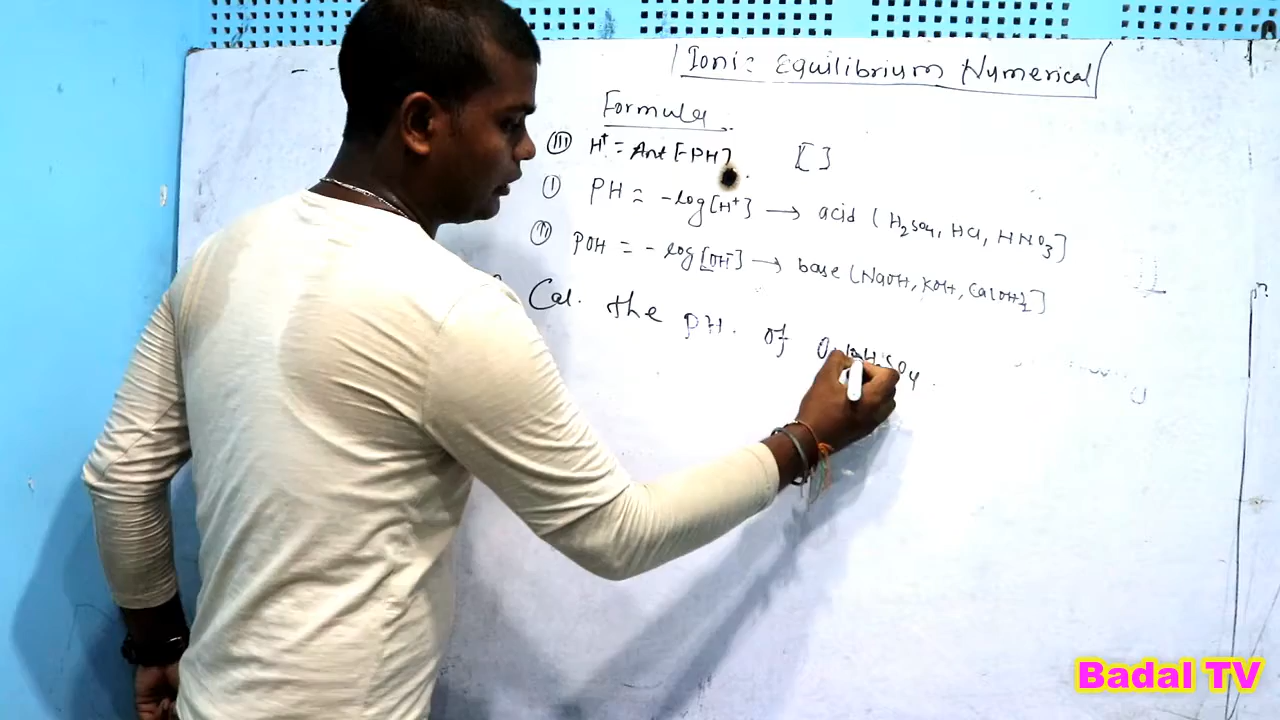 Ionic Equilibrium Numerical
Formula
(III) H⁺ = Ant[-PH] [ ]
(I) PH = -log[H⁺] → acid (H₂SO₄, HCl, HNO₃]
(II) POH = -log[OH⁻] → base (NaOH, KOH, Ca(OH)₂]
Cal. the PH. of SO₄.
Badal TV